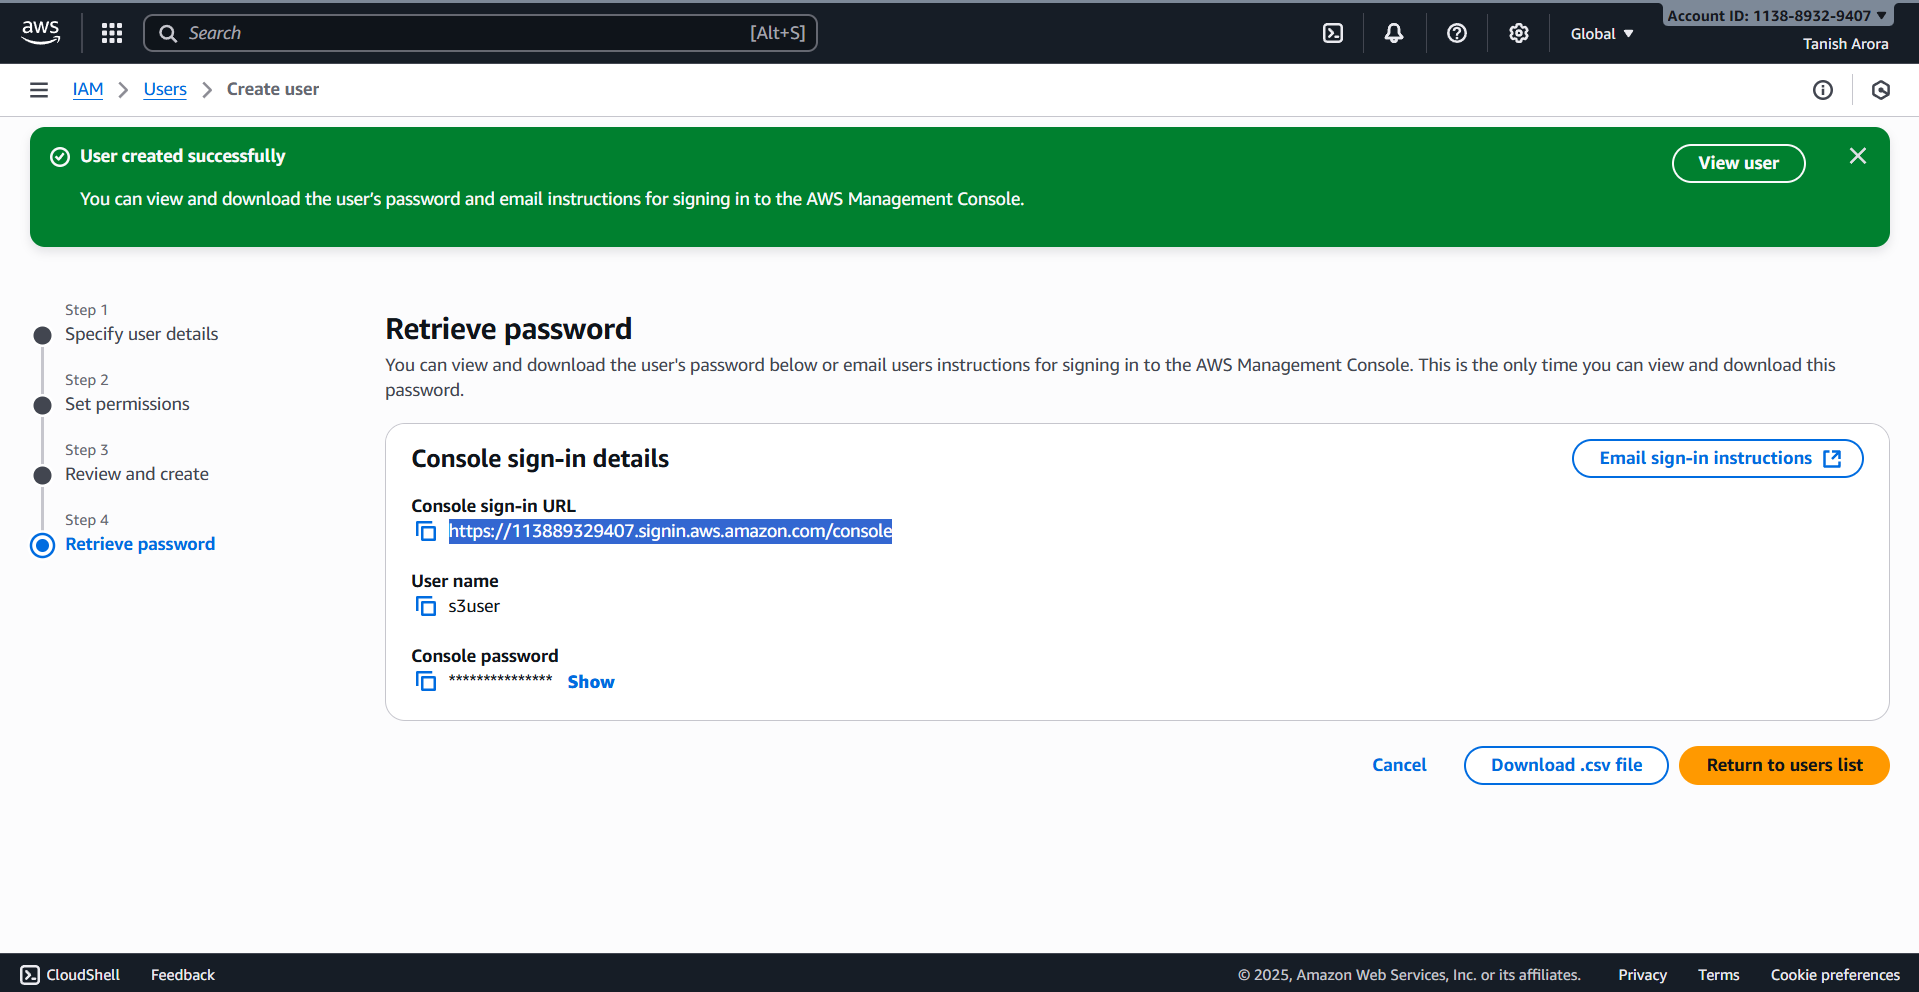 aws
Search
[Alt+S]
Global
Account ID: 1138-8932-9407
Tanish Arora
IAM
Users
Create user
User created successfully
You can view and download the user's password and email instructions for signing in to the AWS Management Console.
View user
Step 1
Specify user details
Step 2
Set permissions
Step 3
Review and create
Step 4
Retrieve password
Retrieve password
You can view and download the user's password below or email users instructions for signing in to the AWS Management Console. This is the only time you can view and download this
password.
Console sign-in details
Email sign-in instructions
Console sign-in URL
https://113889329407.signin.aws.amazon.com/console
User name
s3user
Console password
*************** Show
Cancel
Download .csv file
Return to users list
CloudShell
Feedback
© 2025, Amazon Web Services, Inc. or its affiliates.
Privacy
Terms
Cookie preferences